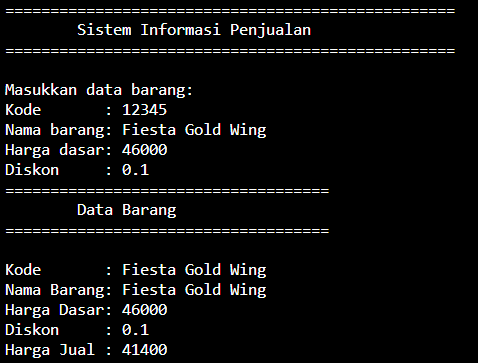 ==================================================
        Sistem Informasi Penjualan
==================================================
Masukkan data barang:
Kode       : 12345
Nama barang: Fiesta Gold Wing
Harga dasar: 46000
Diskon     : 0.1
====================================
        Data Barang
====================================
Kode       : Fiesta Gold Wing
Nama Barang: Fiesta Gold Wing
Harga Dasar: 46000
Diskon     : 0.1
Harga Jual : 41400